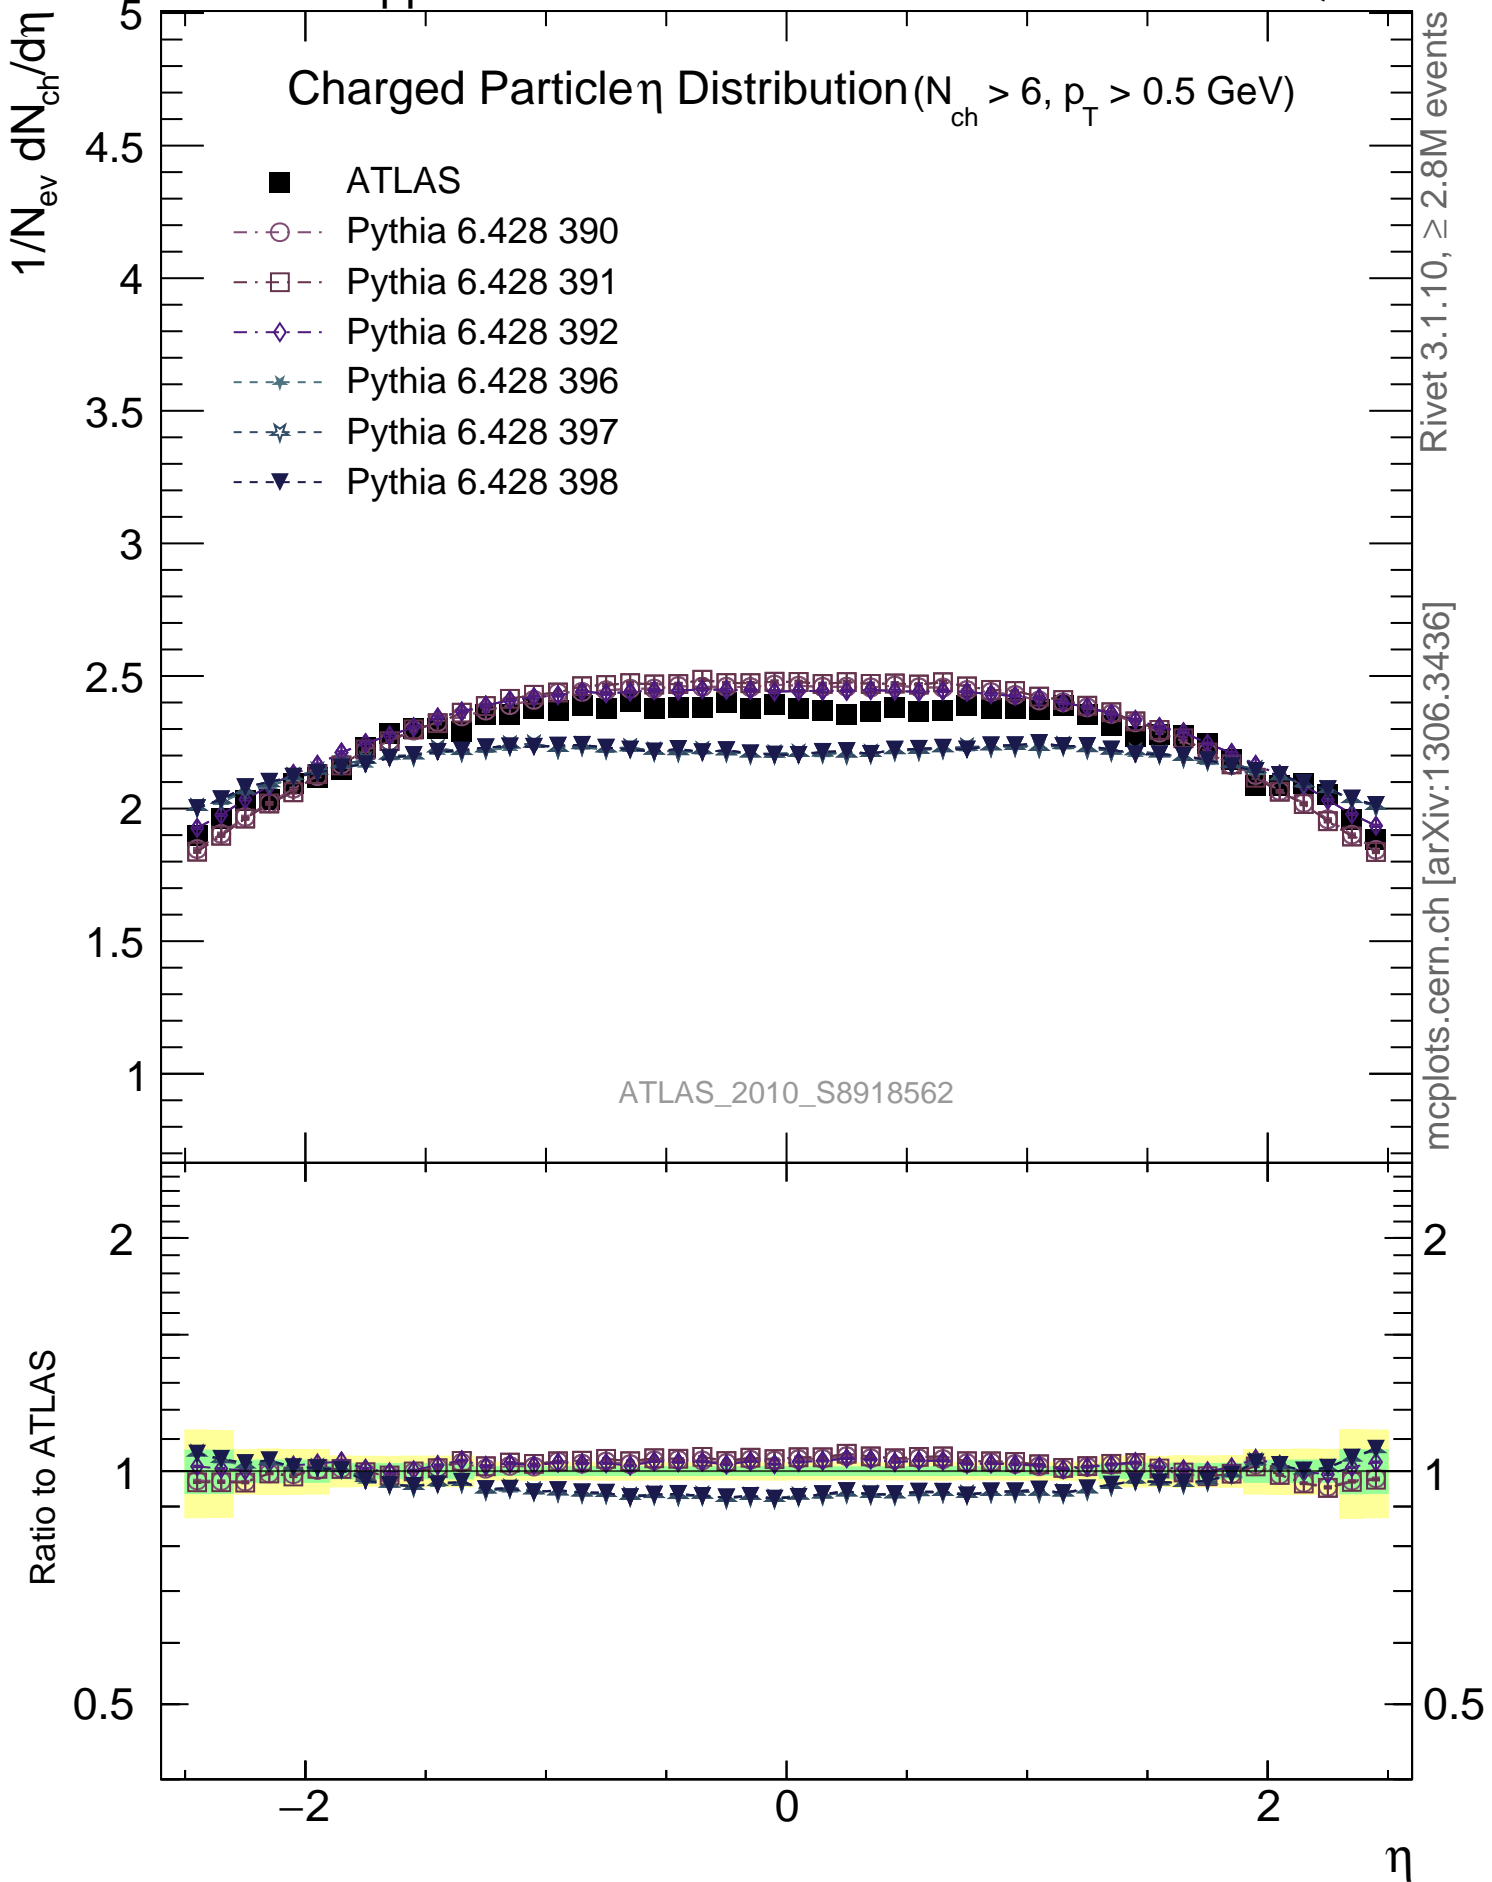 1/N_ev dN_ch/dη
Charged Particle η Distribution (N_ch > 6, p_T > 0.5 GeV)
ATLAS
Pythia 6.428 390
Pythia 6.428 391
Pythia 6.428 392
Pythia 6.428 396
Pythia 6.428 397
Pythia 6.428 398
5
4.5
4
3.5
3
2.5
2
1.5
1
ATLAS_2010_S8918562
Rivet 3.1.10, ≥ 2.8M events
mcplots.cern.ch [arXiv:1306.3436]
Ratio to ATLAS
2
1
0.5
2
1
0.5
−2
0
2
η